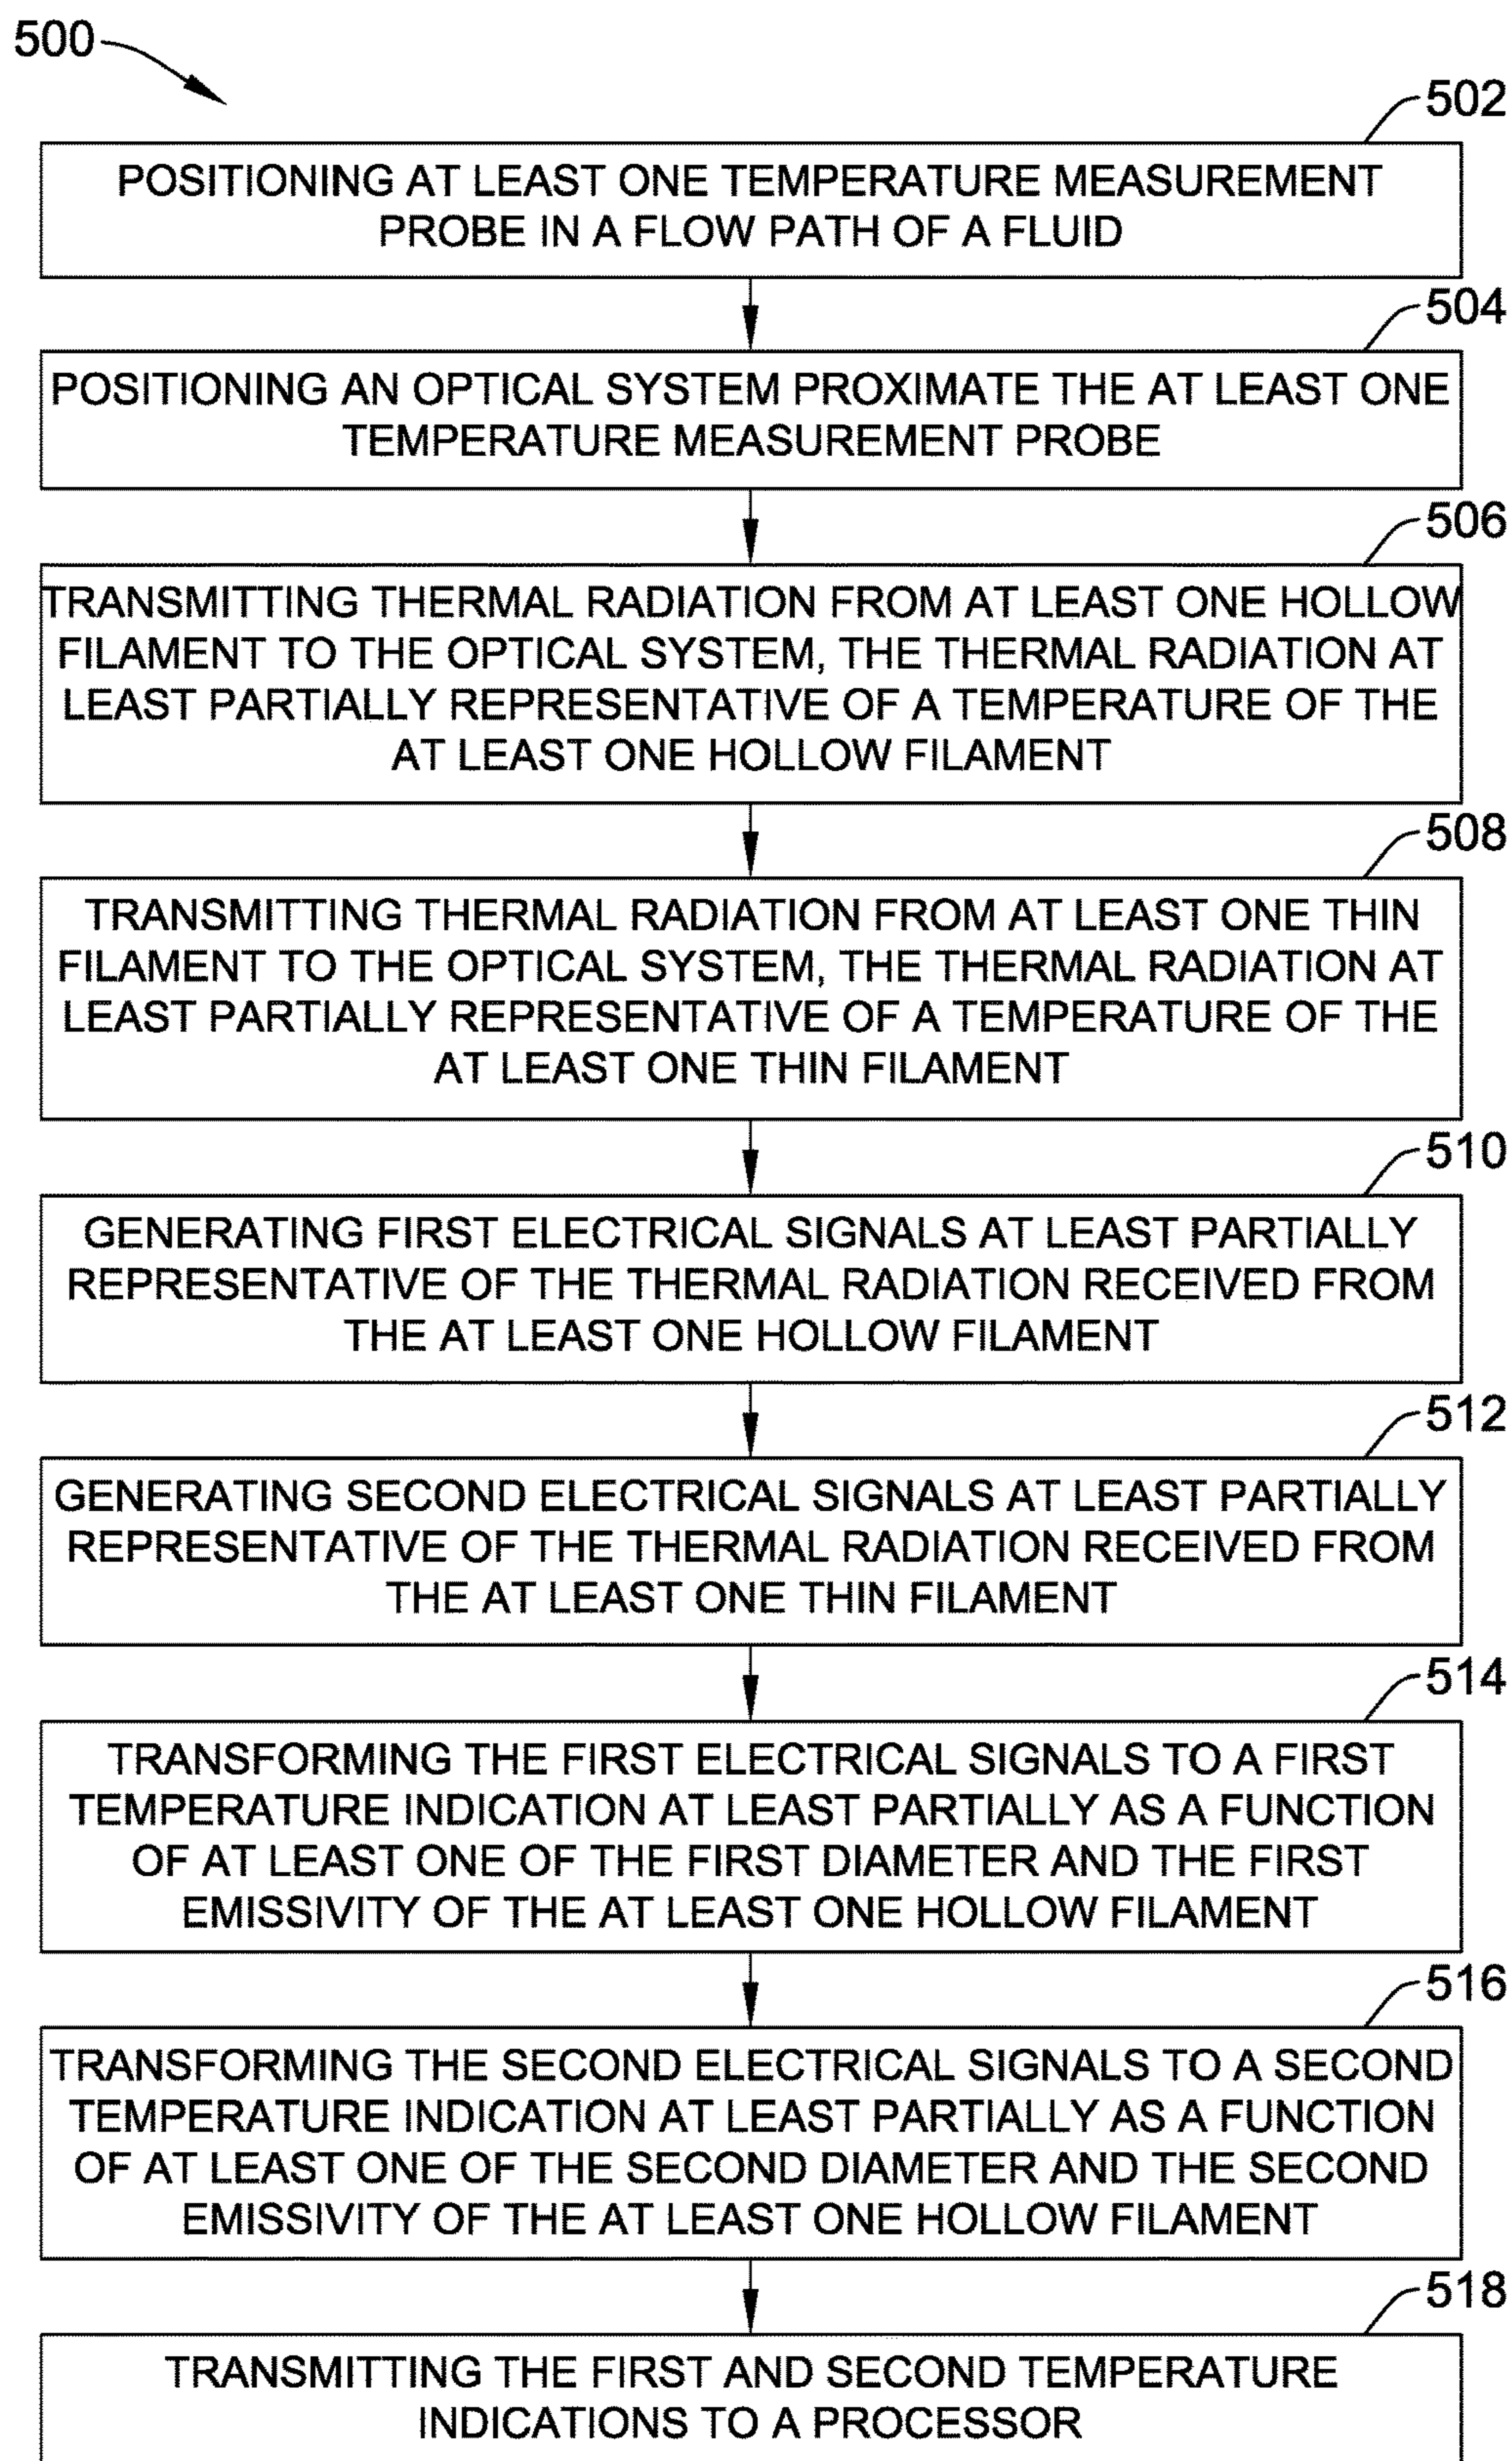 500
502
POSITIONING AT LEAST ONE TEMPERATURE MEASUREMENT
PROBE IN A FLOW PATH OF A FLUID
504
POSITIONING AN OPTICAL SYSTEM PROXIMATE THE AT LEAST ONE
TEMPERATURE MEASUREMENT PROBE
506
TRANSMITTING THERMAL RADIATION FROM AT LEAST ONE HOLLOW
FILAMENT TO THE OPTICAL SYSTEM, THE THERMAL RADIATION AT
LEAST PARTIALLY REPRESENTATIVE OF A TEMPERATURE OF THE
AT LEAST ONE HOLLOW FILAMENT
508
TRANSMITTING THERMAL RADIATION FROM AT LEAST ONE THIN
FILAMENT TO THE OPTICAL SYSTEM, THE THERMAL RADIATION AT
LEAST PARTIALLY REPRESENTATIVE OF A TEMPERATURE OF THE
AT LEAST ONE THIN FILAMENT
510
GENERATING FIRST ELECTRICAL SIGNALS AT LEAST PARTIALLY
REPRESENTATIVE OF THE THERMAL RADIATION RECEIVED FROM
THE AT LEAST ONE HOLLOW FILAMENT
512
GENERATING SECOND ELECTRICAL SIGNALS AT LEAST PARTIALLY
REPRESENTATIVE OF THE THERMAL RADIATION RECEIVED FROM
THE AT LEAST ONE THIN FILAMENT
514
TRANSFORMING THE FIRST ELECTRICAL SIGNALS TO A FIRST
TEMPERATURE INDICATION AT LEAST PARTIALLY AS A FUNCTION
OF AT LEAST ONE OF THE FIRST DIAMETER AND THE FIRST
EMISSIVITY OF THE AT LEAST ONE HOLLOW FILAMENT
516
TRANSFORMING THE SECOND ELECTRICAL SIGNALS TO A SECOND
TEMPERATURE INDICATION AT LEAST PARTIALLY AS A FUNCTION
OF AT LEAST ONE OF THE SECOND DIAMETER AND THE SECOND
EMISSIVITY OF THE AT LEAST ONE HOLLOW FILAMENT
518
TRANSMITTING THE FIRST AND SECOND TEMPERATURE
INDICATIONS TO A PROCESSOR